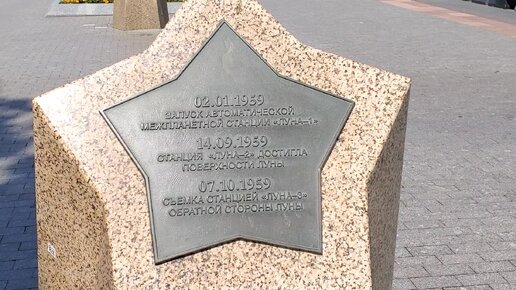 02.01.1959
ЗАПУСК АВТОМАТИЧЕСКОЙ
МЕЖПЛАНЕТНОЙ СТАНЦИИ «ЛУНА–1»
14.09.1959
СТАНЦИЯ «ЛУНА–2» ДОСТИГЛА
ПОВЕРХНОСТИ ЛУНЫ
07.10.1959
СЪЕМКА СТАНЦИЕЙ «ЛУНА–3»
ОБРАТНОЙ СТОРОНЫ ЛУНЫ